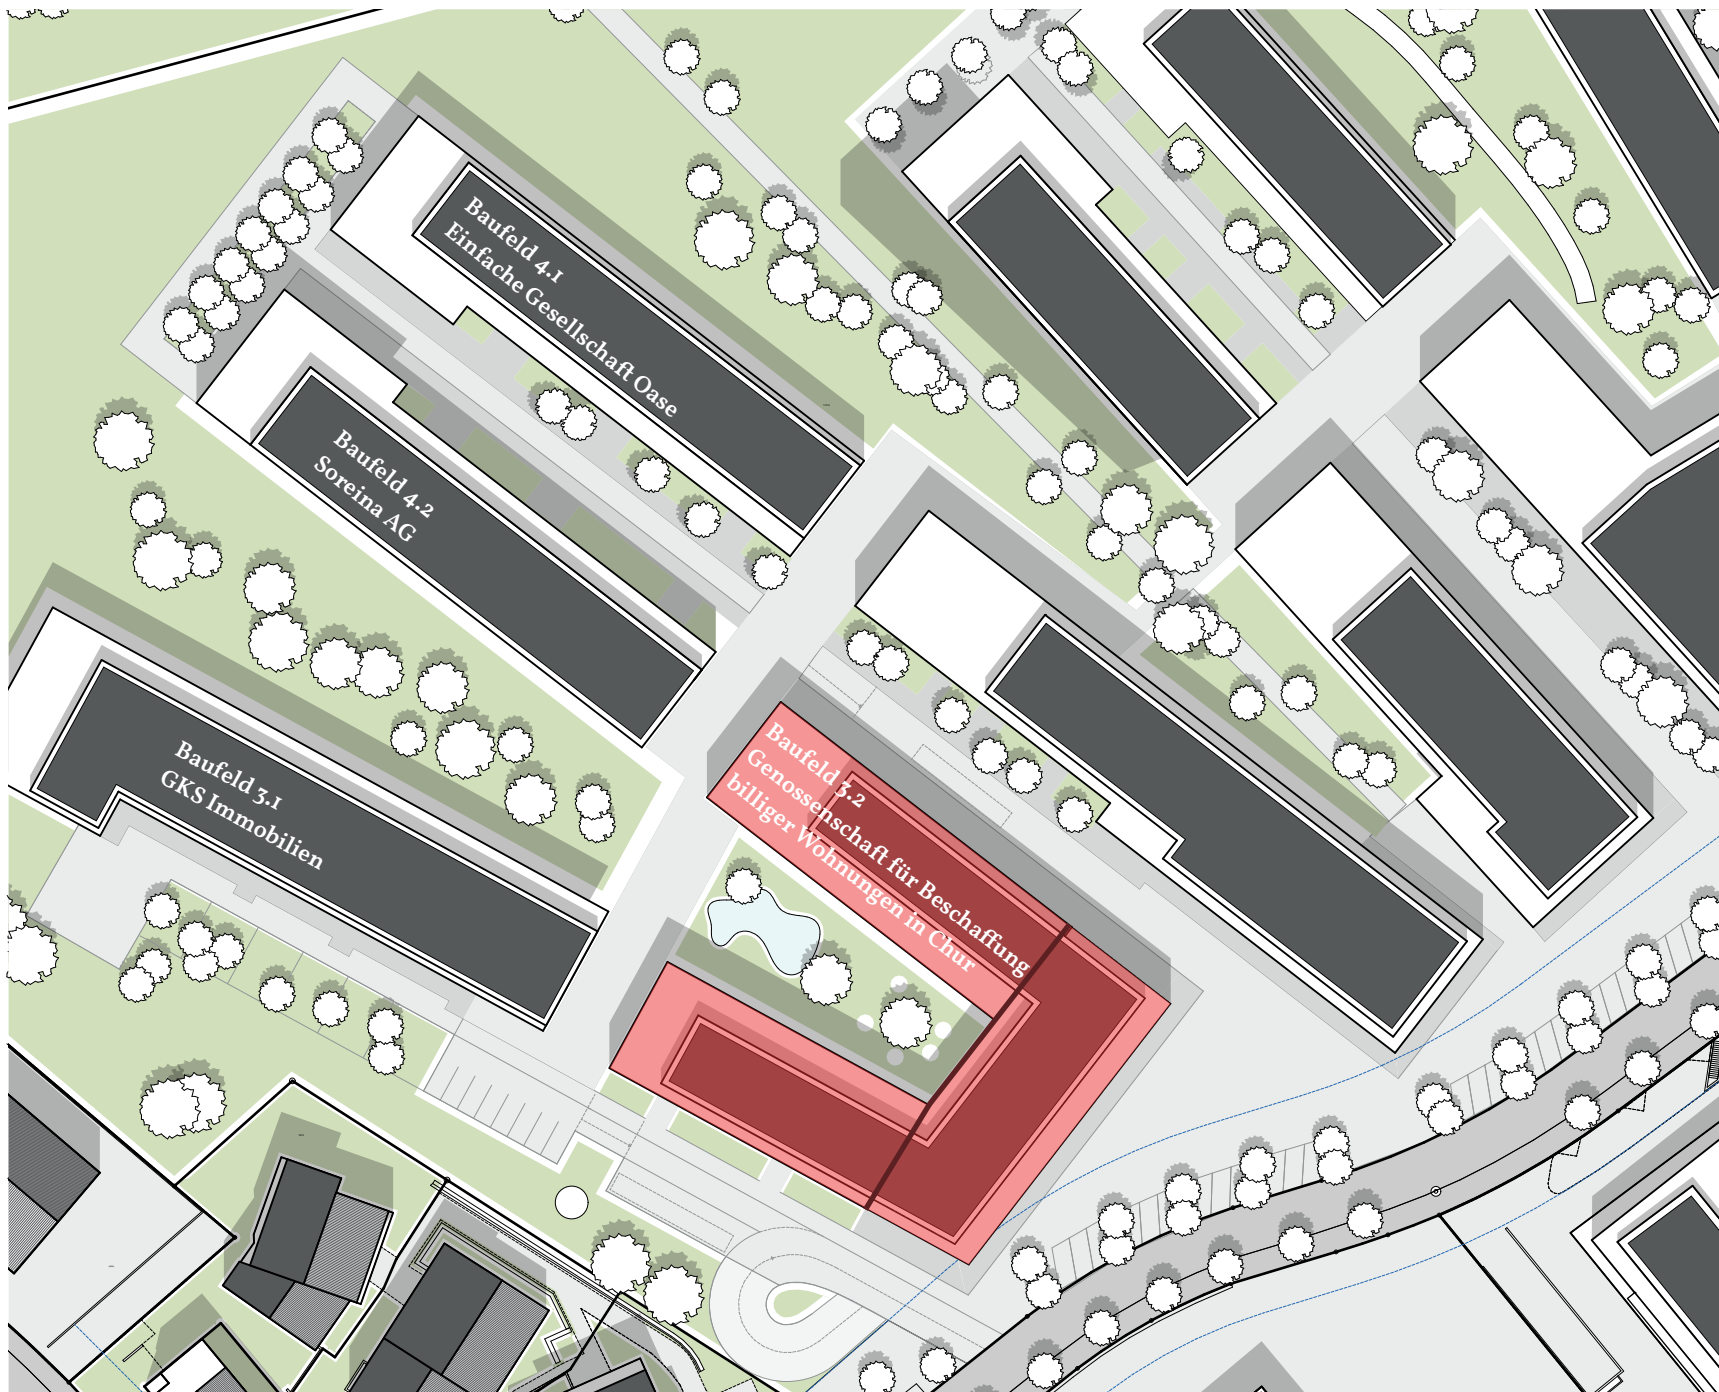 Baufeld 4.1
Einfache Gesellschaft Oase
Baufeld 4.2
Soreina AG
Baufeld 3.1
GKS Immobilien
Baufeld 3.2
Genossenschaft für Beschaffung
billiger Wohnungen in Chur